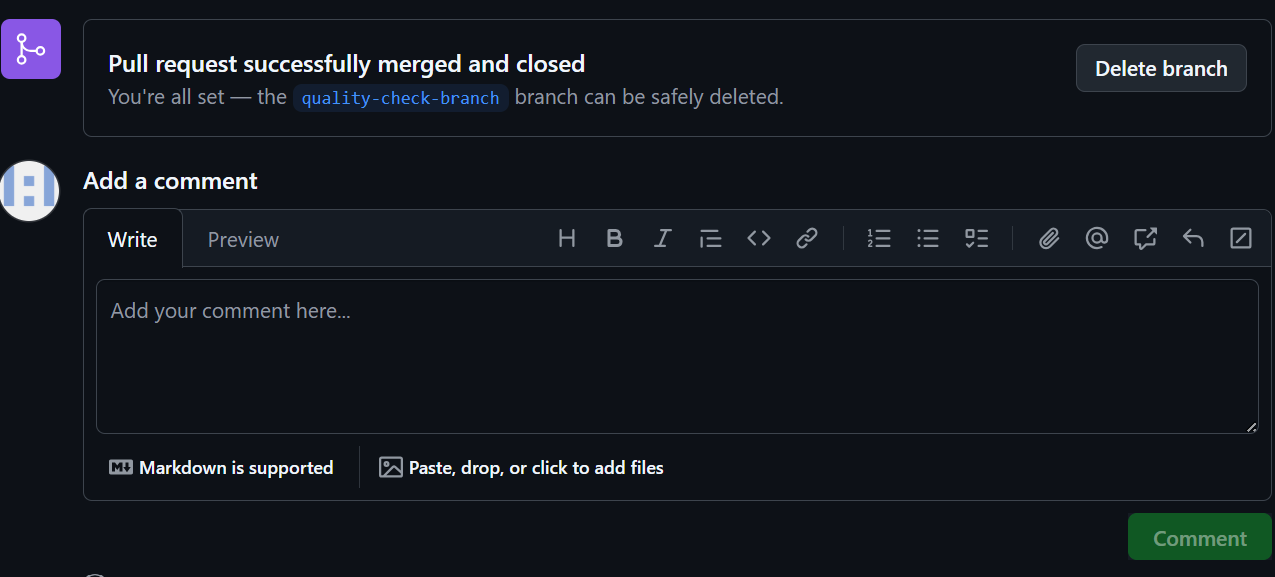 Pull request successfully merged and closed
You're all set — the quality-check-branch branch can be safely deleted.
Delete branch
Add a comment
Write
Preview
Add your comment here...
Markdown is supported
Paste, drop, or click to add files
Comment